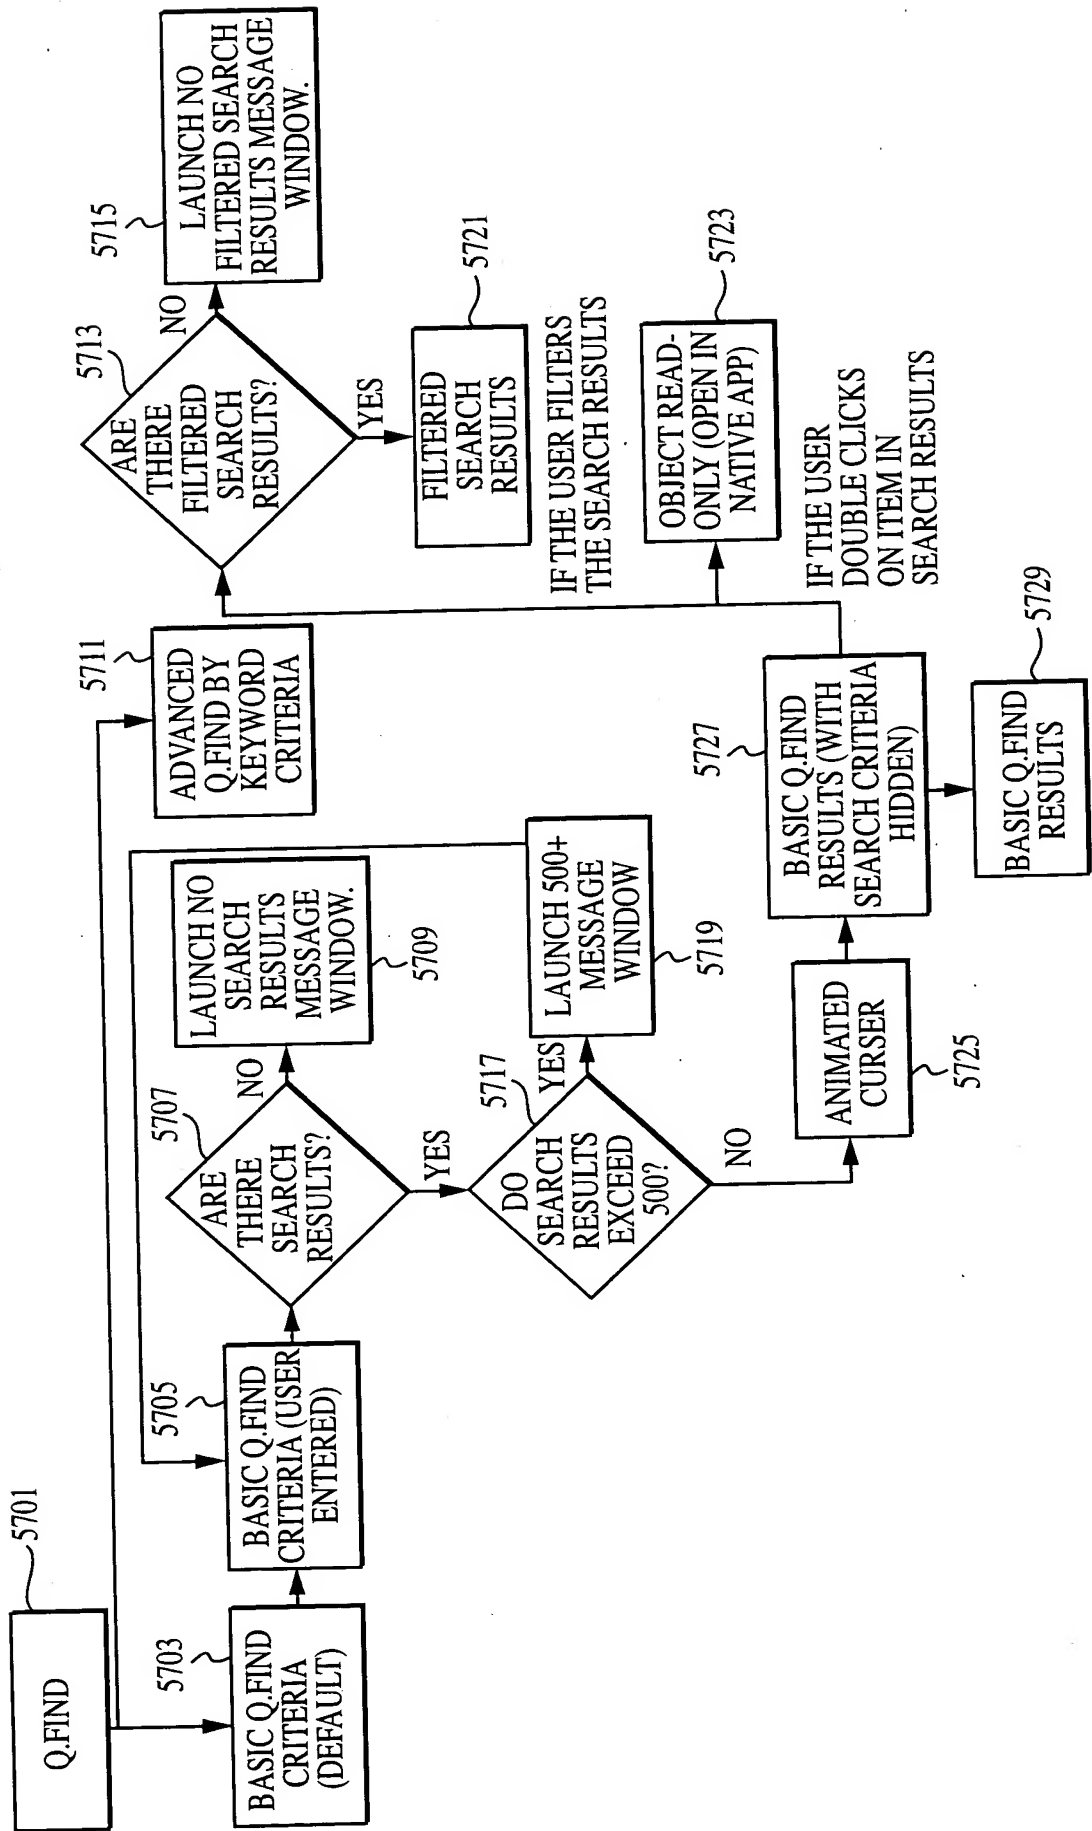 Q.FIND
5701
BASIC Q.FIND
CRITERIA
(DEFAULT)
5703
BASIC Q.FIND
CRITERIA (USER
ENTERED)
5705
ARE
THERE
SEARCH
RESULTS?
5707
NO
YES
LAUNCH NO
SEARCH
RESULTS
MESSAGE
WINDOW.
5709
ADVANCED
Q.FIND BY
KEYWORD
CRITERIA
5711
ARE
THERE
FILTERED
SEARCH
RESULTS?
5713
NO
YES
LAUNCH NO
FILTERED SEARCH
RESULTS MESSAGE
WINDOW.
5715
DO
SEARCH
RESULTS
EXCEED
500?
5717
YES
NO
LAUNCH 500+
MESSAGE
WINDOW
5719
FILTERED
SEARCH
RESULTS
5721
IF THE USER FILTERS
THE SEARCH RESULTS
OBJECT READ-
ONLY (OPEN IN
NATIVE APP)
5723
IF THE USER
DOUBLE CLICKS
ON ITEM IN
SEARCH RESULTS
ANIMATED
CURSER
5725
BASIC Q.FIND
RESULTS (WITH
SEARCH CRITERIA
HIDDEN)
5727
BASIC Q.FIND
RESULTS
5729